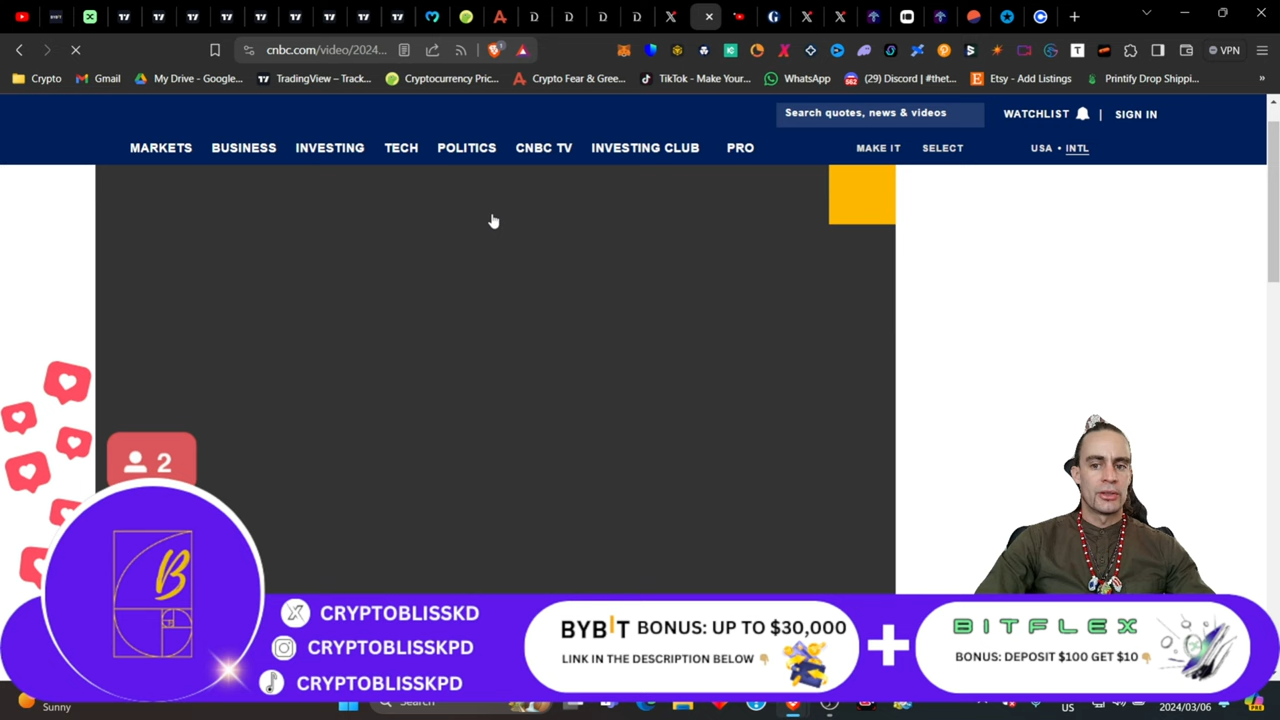 cnbc.com/video/2024...
VPN
Crypto
Gmail
My Drive - Google...
TradingView – Track...
Cryptocurrency Pric...
Crypto Fear & Gree...
TikTok - Make Your...
WhatsApp
(29) Discord | #thet...
Etsy - Add Listings
Printify Drop Shippi...
Search quotes, news & videos
WATCHLIST | SIGN IN
MARKETS BUSINESS INVESTING TECH POLITICS CNBC TV INVESTING CLUB PRO MAKE IT SELECT USA • INTL
2
B
CRYPTOBLISSKD
CRYPTOBLISSKPD
CRYPTOBLISSKPD
BYBIT BONUS: UP TO $30,000
LINK IN THE DESCRIPTION BELOW
+
BITFLEX
BONUS: DEPOSIT $100 GET $10
Sunny
Search
US
2024/03/06